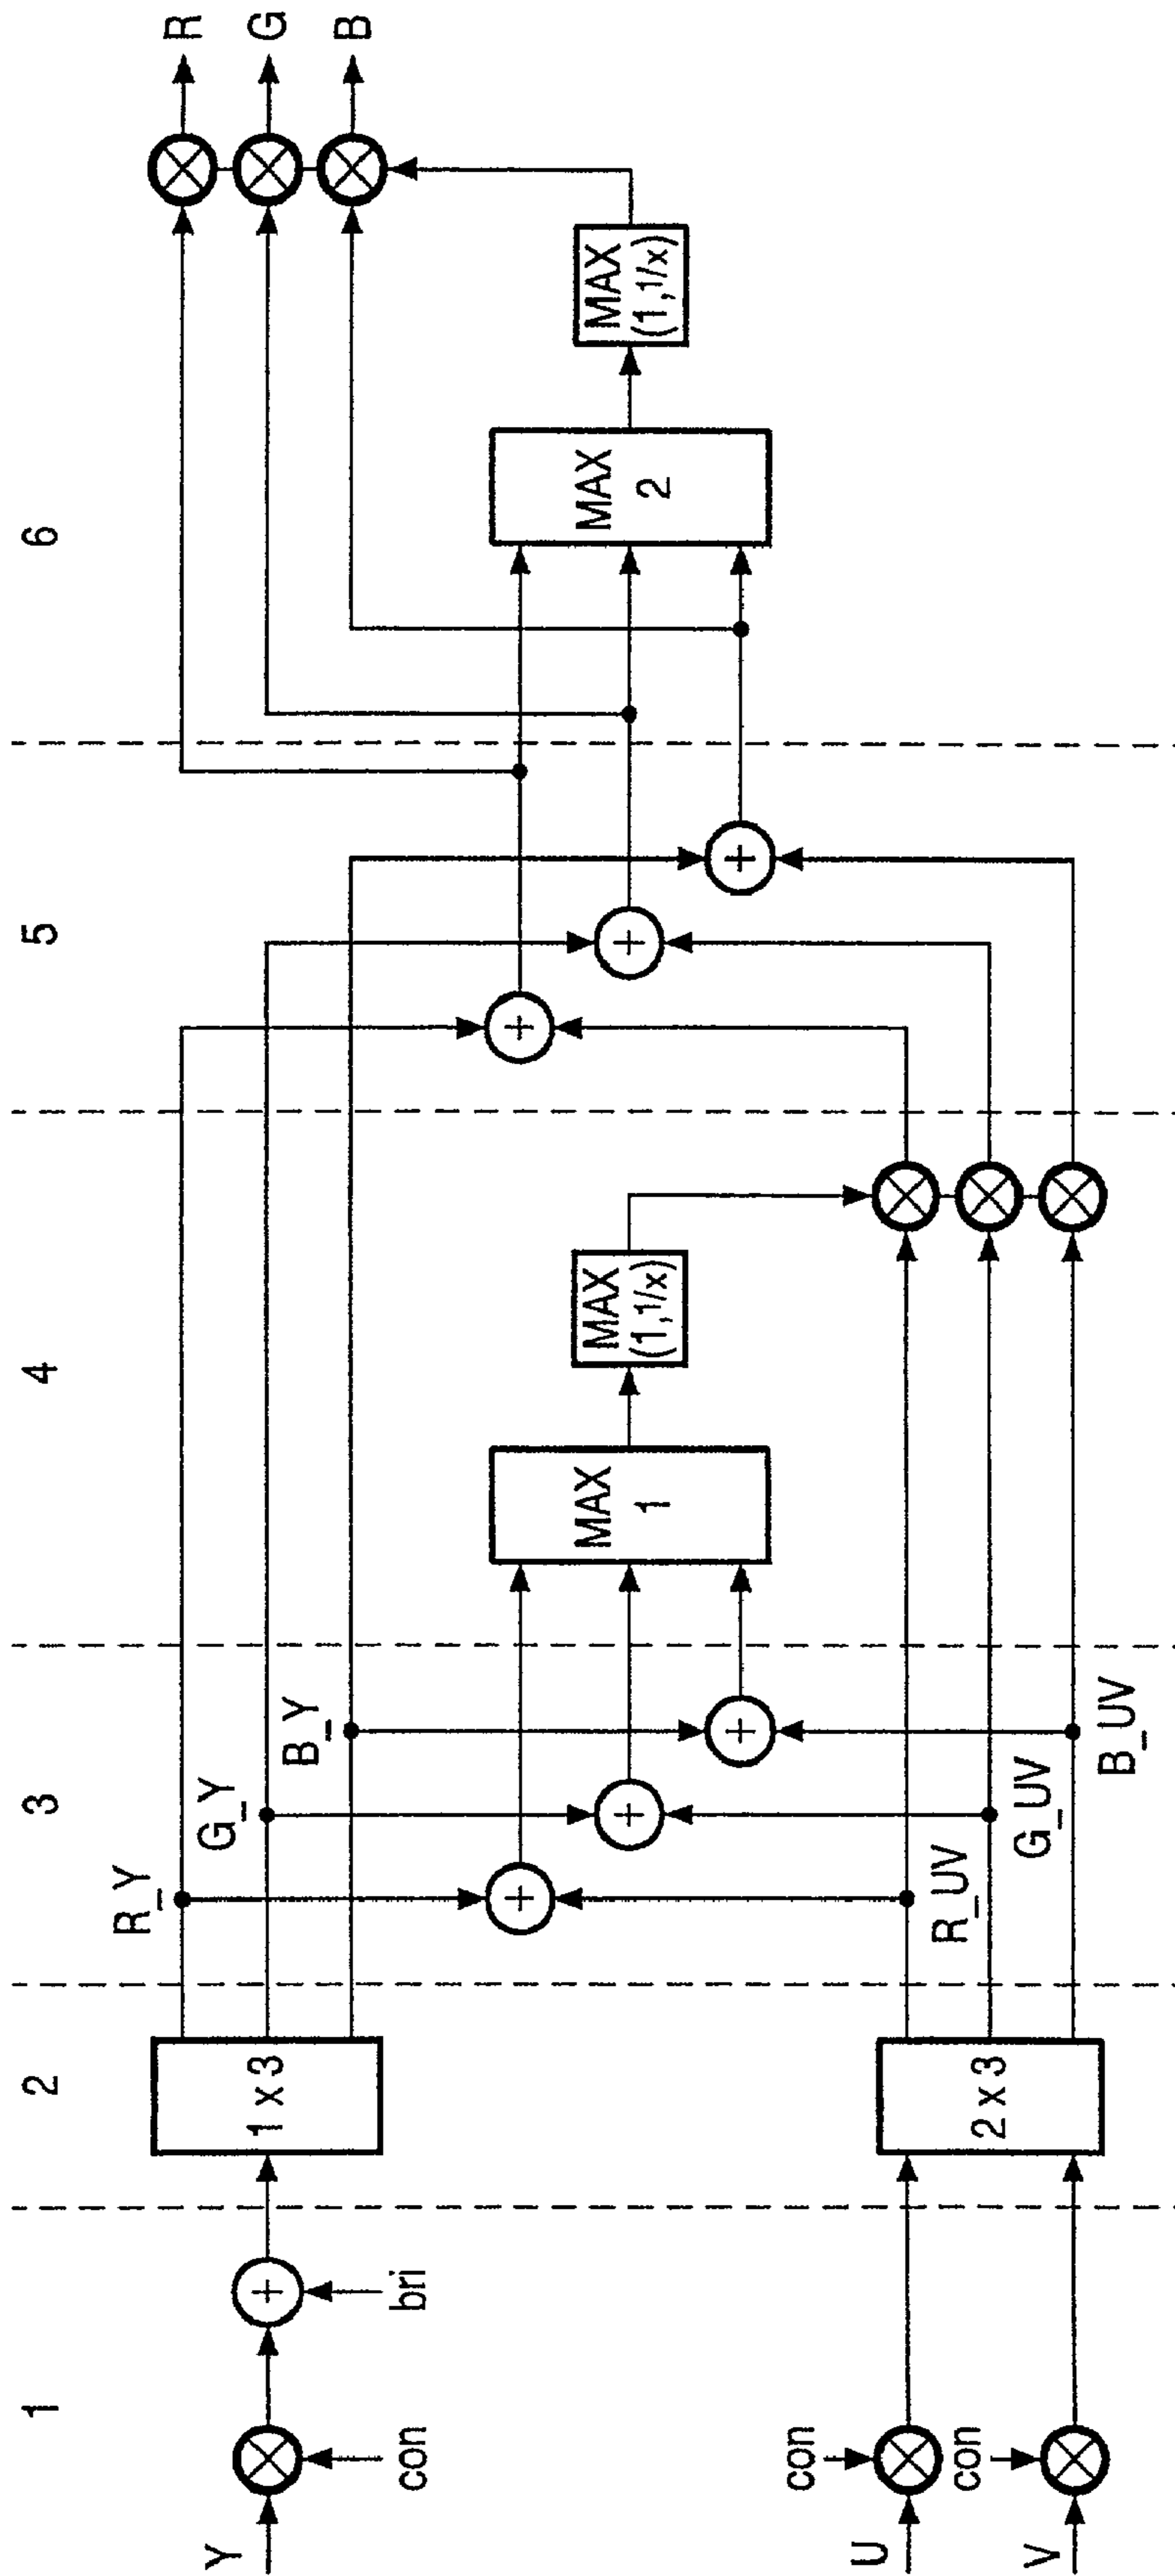 1
2
3
4
5
6
Y
con
bri
1 x 3
R_Y
G_Y
B_Y
U
con
V
con
2 x 3
R_UV
G_UV
B_UV
MAX
1
MAX
(1,1/x)
MAX
2
MAX
(1,1/x)
R
G
B